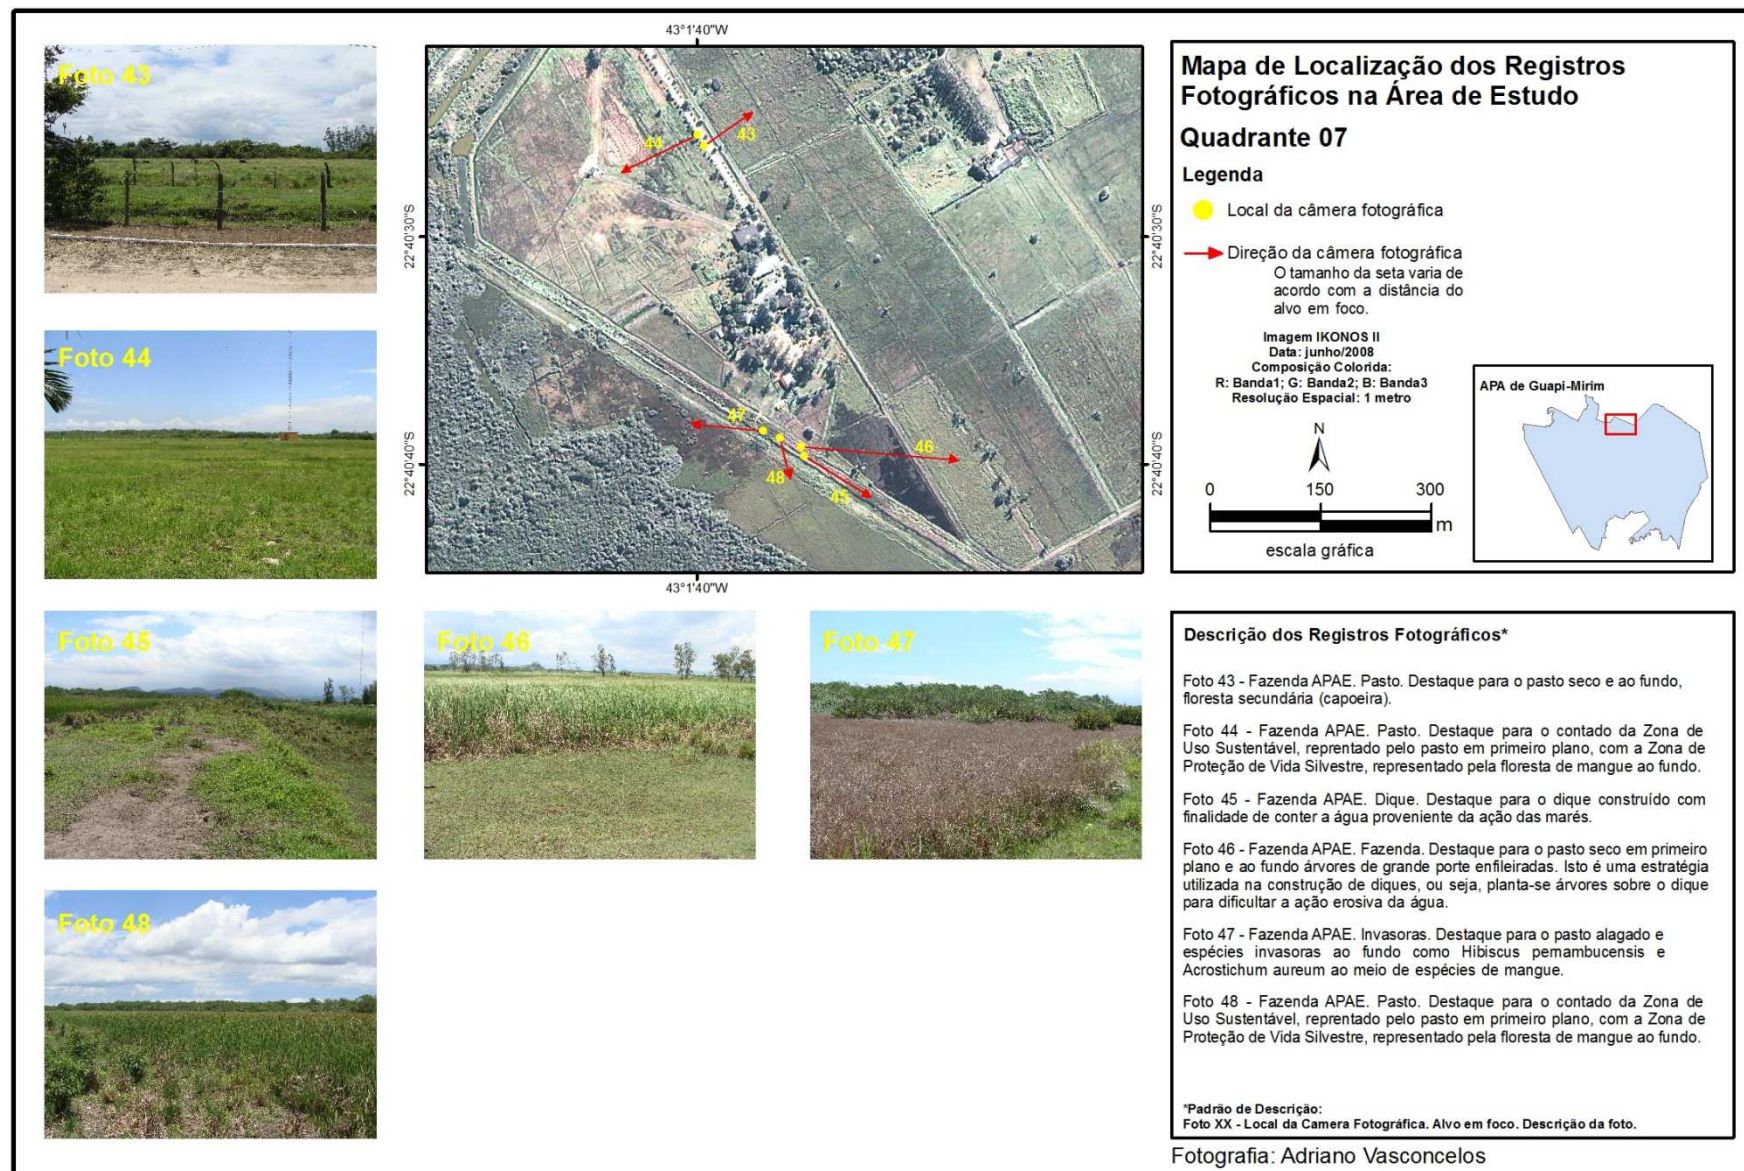 Foto 43
Foto 44
Foto 45
Foto 46
Foto 47
Foto 48
43°1'40"W
22°40'30"S
22°40'30"S
22°40'40"S
22°40'40"S
43°1'40"W
44
43
47
46
48
45
Mapa de Localização dos Registros
Fotográficos na Área de Estudo
Quadrante 07
Legenda
Local da câmera fotográfica
Direção da câmera fotográfica
O tamanho da seta varia de
acordo com a distância do
alvo em foco.
Imagem IKONOS II
Data: junho/2008
Composição Colorida:
R: Banda1; G: Banda2; B: Banda3
Resolução Espacial: 1 metro
N
0 150 300
m
escala gráfica
APA de Guapi-Mirim
Descrição dos Registros Fotográficos*
Foto 43 - Fazenda APAE. Pasto. Destaque para o pasto seco e ao fundo,
floresta secundária (capoeira).
Foto 44 - Fazenda APAE. Pasto. Destaque para o contado da Zona de
Uso Sustentável, reprentado pelo pasto em primeiro plano, com a Zona de
Proteção de Vida Silvestre, representado pela floresta de mangue ao fundo.
Foto 45 - Fazenda APAE. Dique. Destaque para o dique construído com
finalidade de conter a água proveniente da ação das marés.
Foto 46 - Fazenda APAE. Fazenda. Destaque para o pasto seco em primeiro
plano e ao fundo árvores de grande porte enfileiradas. Isto é uma estratégia
utilizada na construção de diques, ou seja, planta-se árvores sobre o dique
para dificultar a ação erosiva da água.
Foto 47 - Fazenda APAE. Invasoras. Destaque para o pasto alagado e
espécies invasoras ao fundo como Hibiscus pernambucensis e
Acrostichum aureum ao meio de espécies de mangue.
Foto 48 - Fazenda APAE. Pasto. Destaque para o contado da Zona de
Uso Sustentável, reprentado pelo pasto em primeiro plano, com a Zona de
Proteção de Vida Silvestre, representado pela floresta de mangue ao fundo.
*Padrão de Descrição:
Foto XX - Local da Camera Fotográfica. Alvo em foco. Descrição da foto.
Fotografia: Adriano Vasconcelos